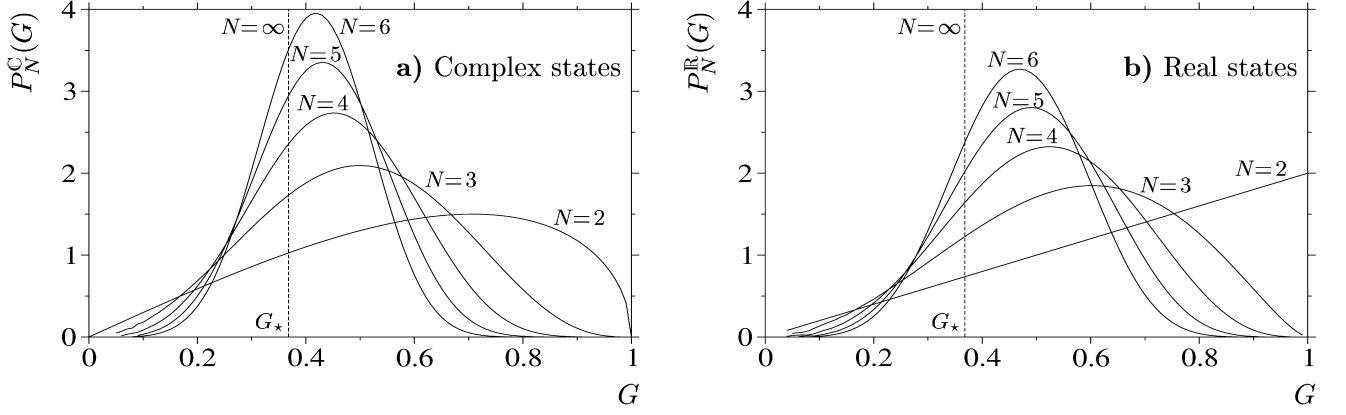 P_N^ℂ(G)
4
3
2
1
0
N=∞
N=6
N=5
N=4
N=3
N=2
a) Complex states
G⋆
0
0.2
0.4
0.6
0.8
1
G
P_N^ℝ(G)
4
3
2
1
0
N=∞
N=6
N=5
N=4
N=3
N=2
b) Real states
G⋆
0
0.2
0.4
0.6
0.8
1
G